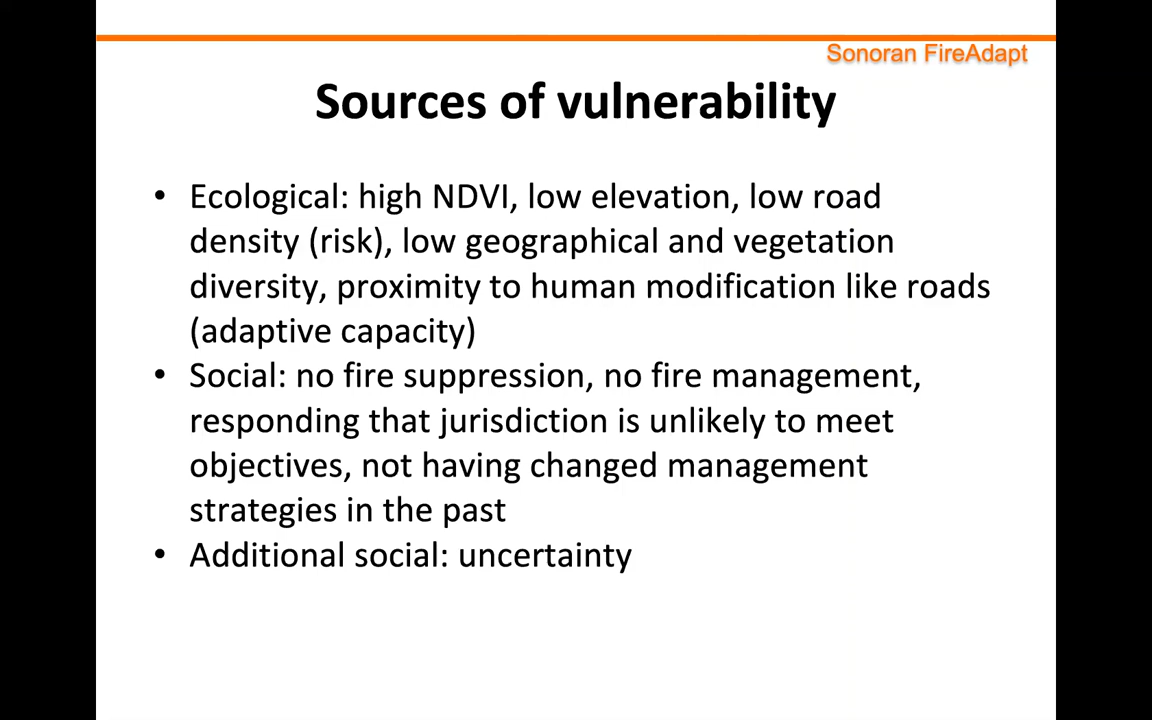 Sonoran FireAdapt
Sources of vulnerability
• Ecological: high NDVI, low elevation, low road
density (risk), low geographical and vegetation
diversity, proximity to human modification like roads
(adaptive capacity)
• Social: no fire suppression, no fire management,
responding that jurisdiction is unlikely to meet
objectives, not having changed management
strategies in the past
• Additional social: uncertainty